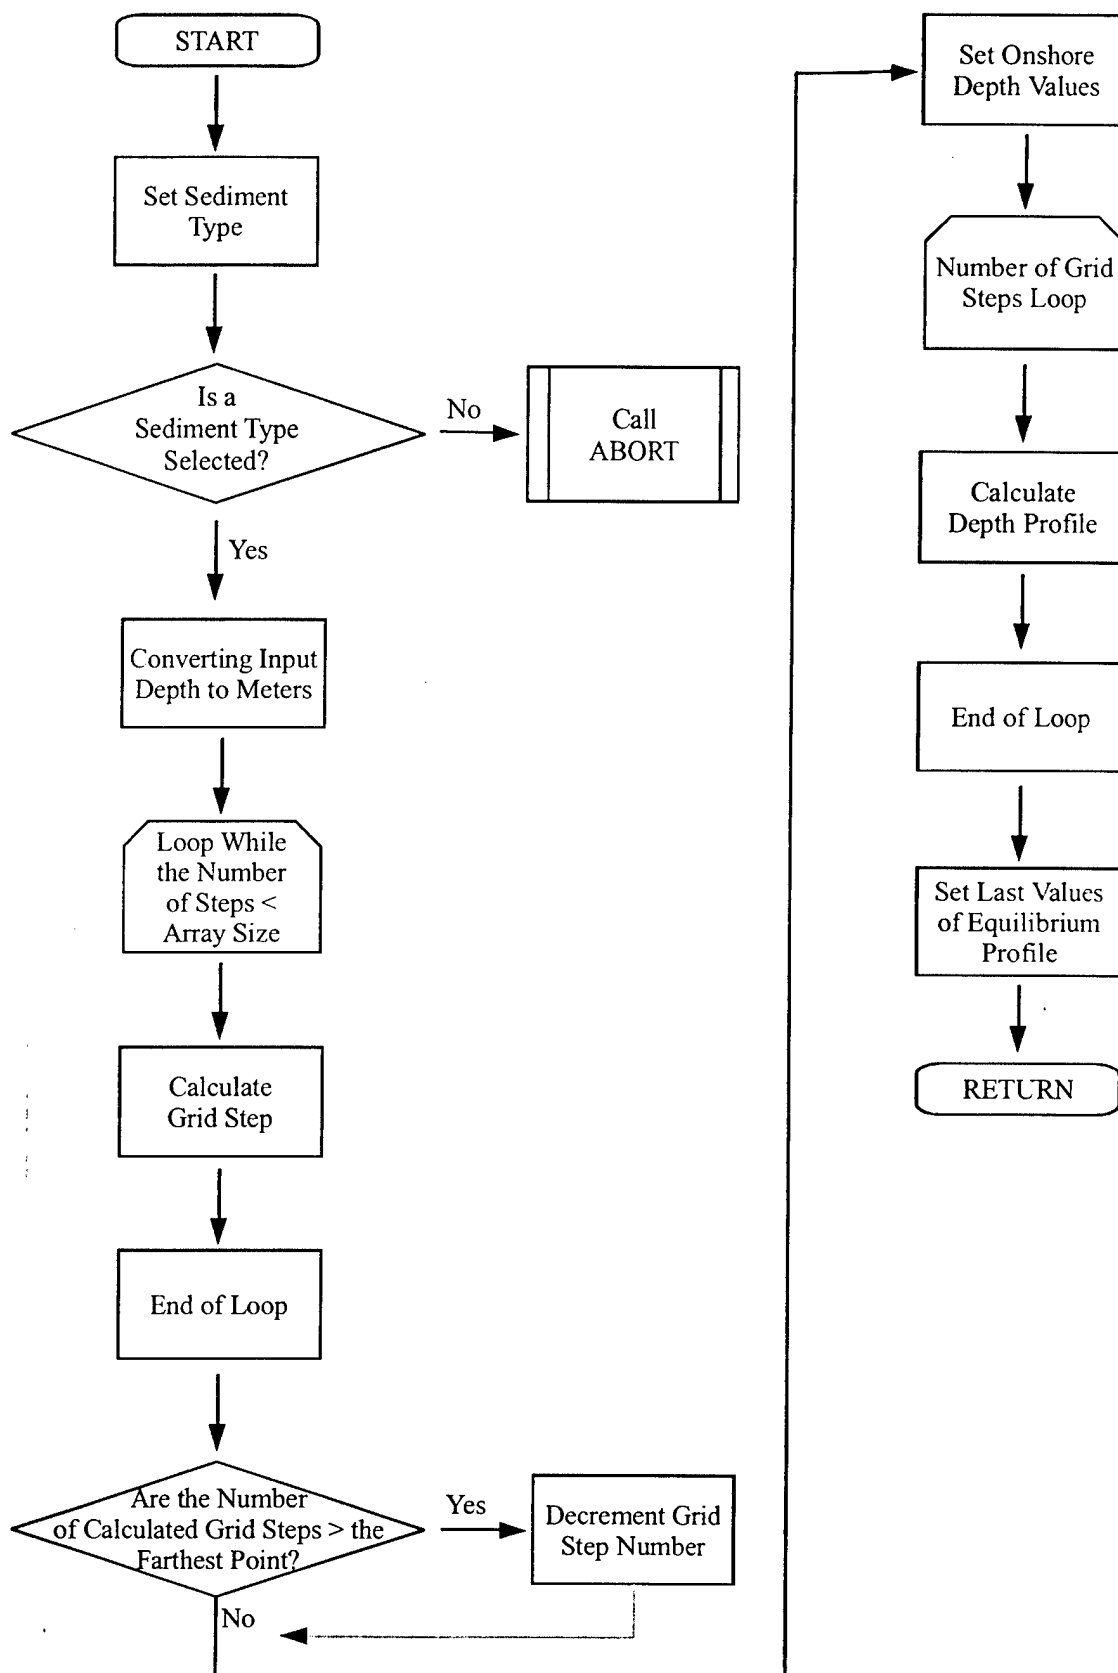 START
Set Sediment
Type
Is a
Sediment Type
Selected?
No
Call
ABORT
Yes
Converting Input
Depth to Meters
Loop While
the Number
of Steps <
Array Size
Calculate
Grid Step
End of Loop
Are the Number
of Calculated Grid Steps > the
Farthest Point?
Yes
Decrement Grid
Step Number
No
Set Onshore
Depth Values
Number of Grid
Steps Loop
Calculate
Depth Profile
End of Loop
Set Last Values
of Equilibrium
Profile
RETURN